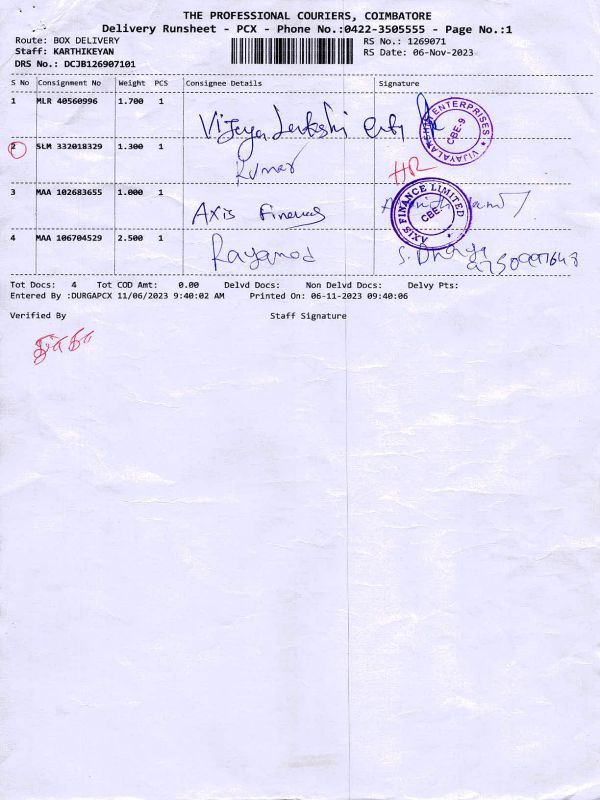 THE PROFESSIONAL COURIERS, COIMBATORE
Delivery Runsheet - PCX - Phone No.:0422-3505555 - Page No.:1
Route: BOX DELIVERY RS No.: 1269071
Staff: KARTHIKEYAN RS Date: 06-Nov-2023
DRS No.: DCJB126907101
S No Consignment No Weight PCS Consignee Details Signature
1 MLR 40560996 1.700 1
Vijaya VIJAYALAKSHMI ENTERPRISES CBE-9
2 SLM 332018329 1.300 1
Kumar HR
3 MAA 102683655 1.000 1
Axis Finance AXIS FINANCE LIMITED CBE
4 MAA 106704529 2.500 1
S. Dhivya
Tot Docs: 4 Tot COD Amt: 0.00 Delvd Docs: Non Delvd Docs: Delvy Pts:
Entered By :DURGAPCX 11/06/2023 9:40:02 AM Printed On: 06-11-2023 09:40:06
Verified By Staff Signature